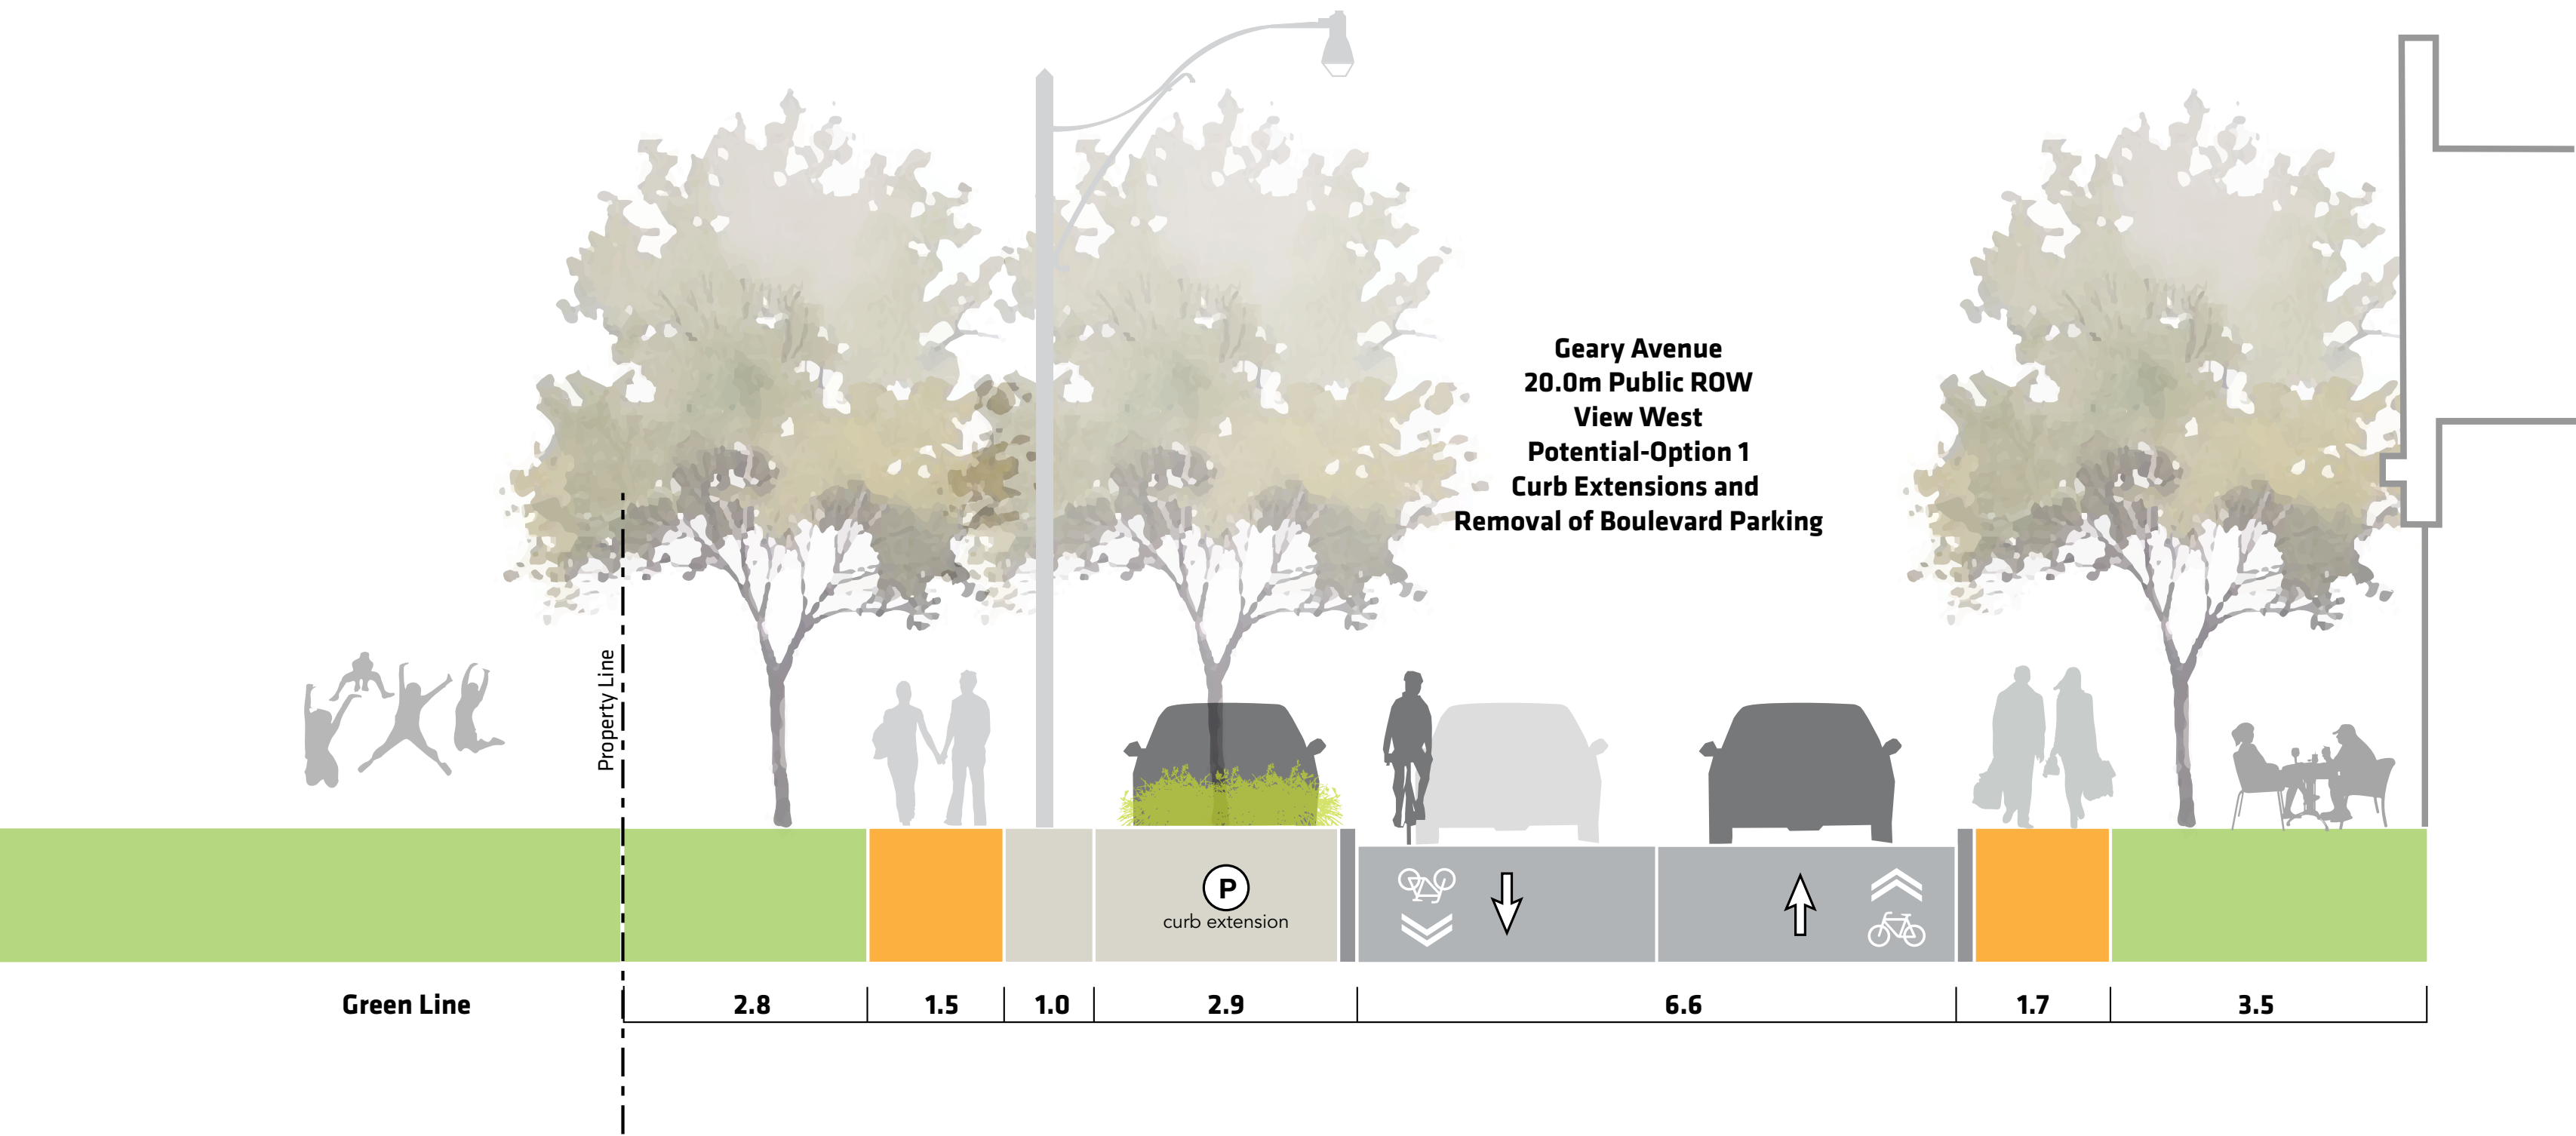 Geary Avenue
20.0m Public ROW
View West
Potential-Option 1
Curb Extensions and
Removal of Boulevard Parking
Property Line
P
curb extension
Green Line
2.8
1.5
1.0
2.9
6.6
1.7
3.5